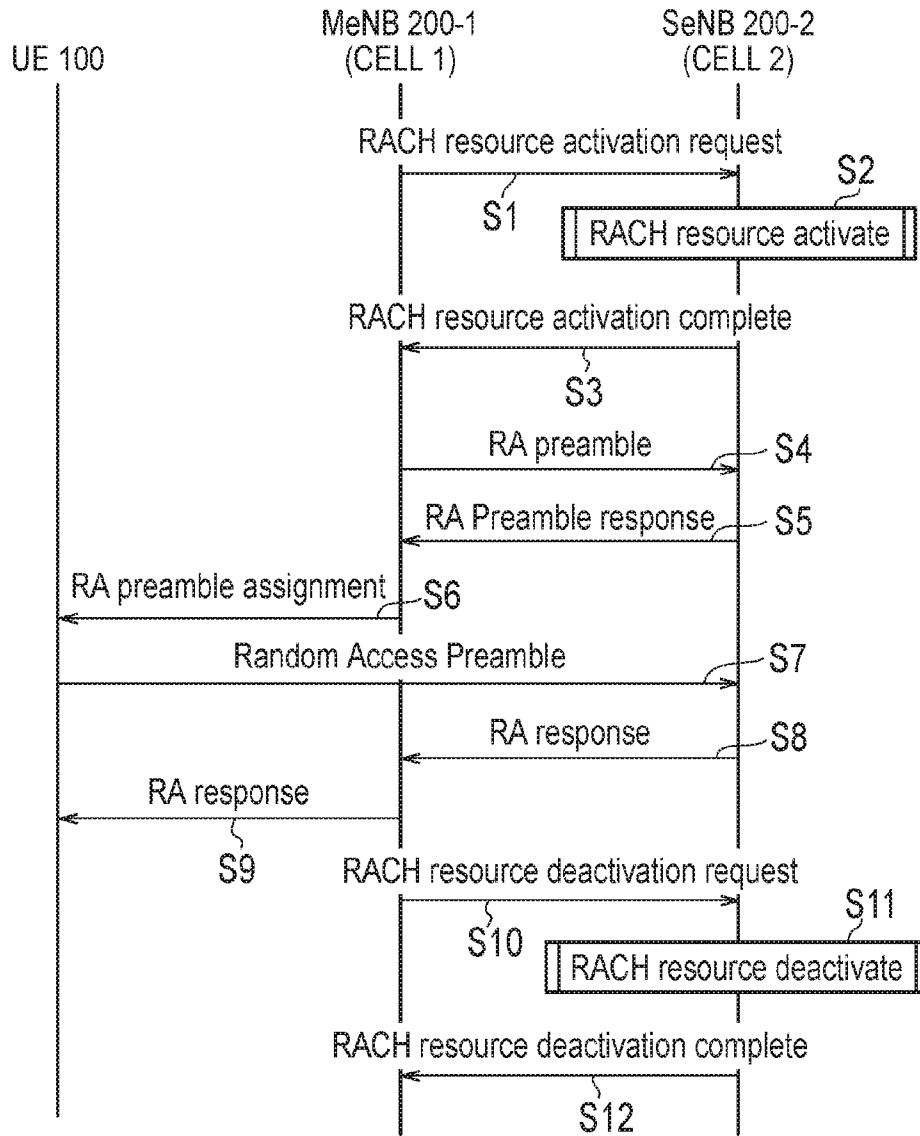 UE 100
MeNB 200-1
(CELL 1)
SeNB 200-2
(CELL 2)
RACH resource activation request
S1
S2
RACH resource activate
RACH resource activation complete
S3
RA preamble
S4
RA Preamble response
S5
RA preamble assignment
S6
Random Access Preamble
S7
RA response
S8
RA response
S9
RACH resource deactivation request
S10
S11
RACH resource deactivate
RACH resource deactivation complete
S12